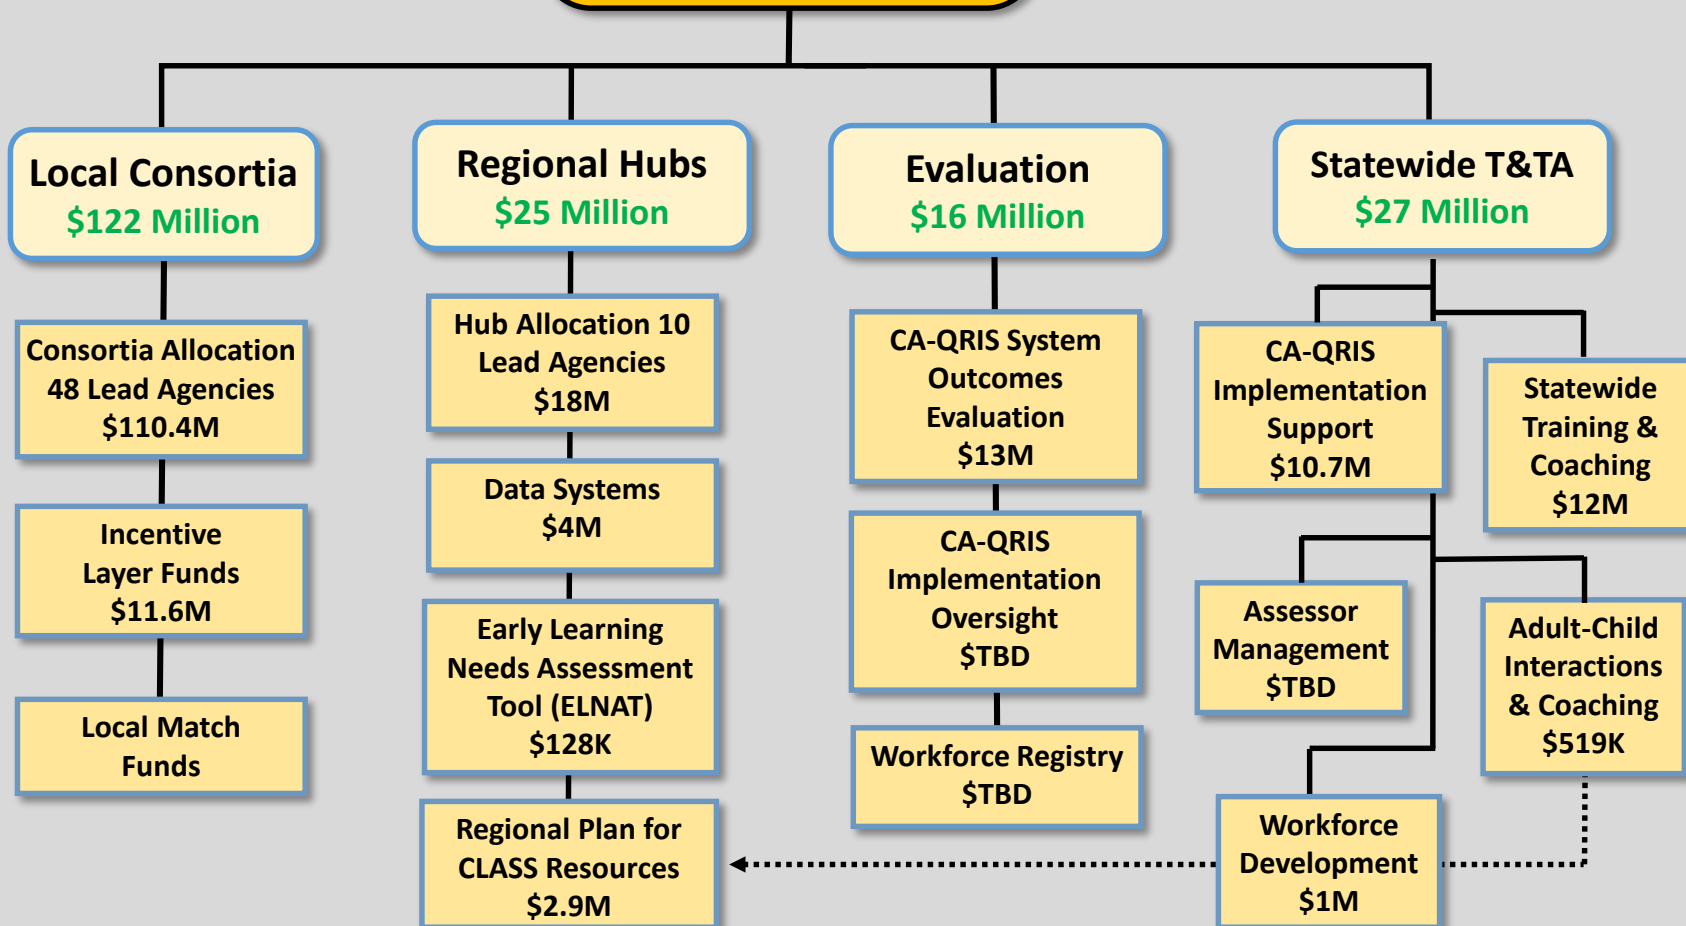 Local Consortia
$122 Million
Consortia Allocation
48 Lead Agencies
$110.4M
Incentive
Layer Funds
$11.6M
Local Match
Funds
Regional Hubs
$25 Million
Hub Allocation 10
Lead Agencies
$18M
Data Systems
$4M
Early Learning
Needs Assessment
Tool (ELNAT)
$128K
Regional Plan for
CLASS Resources
$2.9M
Evaluation
$16 Million
CA-QRIS System
Outcomes
Evaluation
$13M
CA-QRIS
Implementation
Oversight
$TBD
Workforce Registry
$TBD
Statewide T&TA
$27 Million
CA-QRIS
Implementation
Support
$10.7M
Statewide
Training &
Coaching
$12M
Assessor
Management
$TBD
Adult-Child
Interactions
& Coaching
$519K
Workforce
Development
$1M